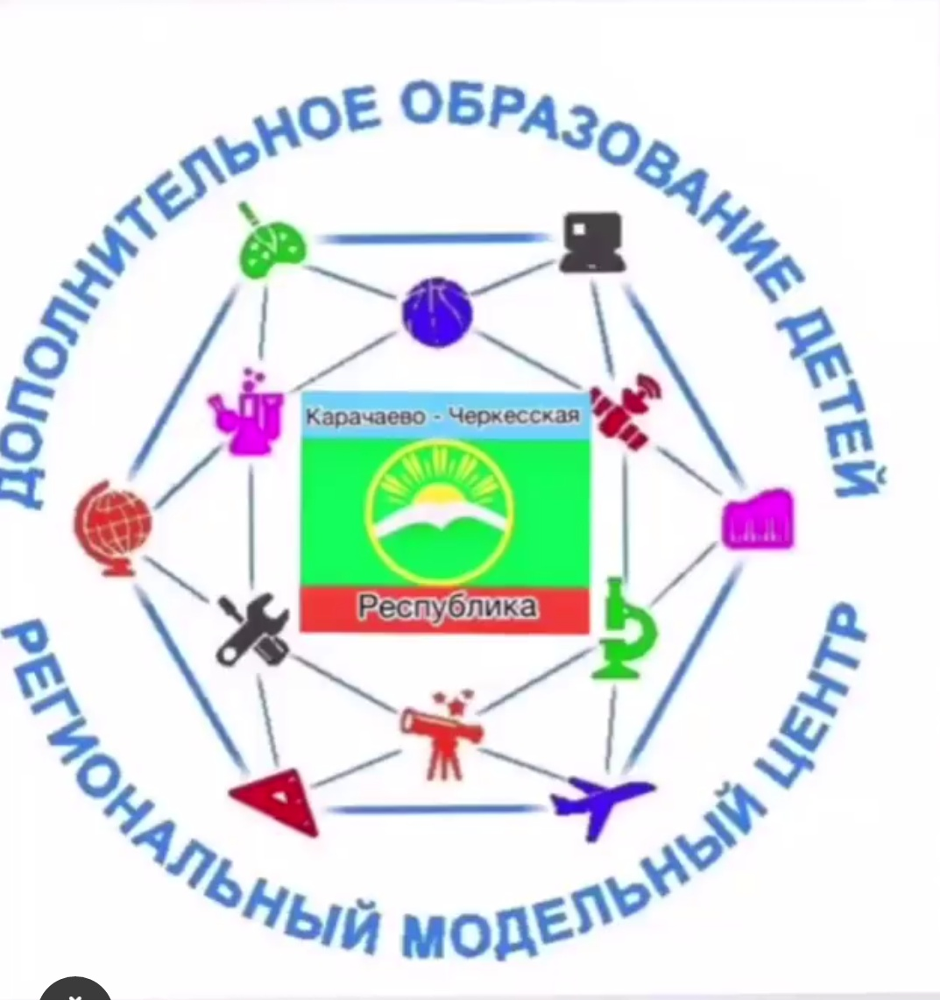 ДОПОЛНИТЕЛЬНОЕ ОБРАЗОВАНИЕ ДЕТЕЙ
Карачаево - Черкесская
Республика
РЕГИОНАЛЬНЫЙ МОДЕЛЬНЫЙ ЦЕНТР